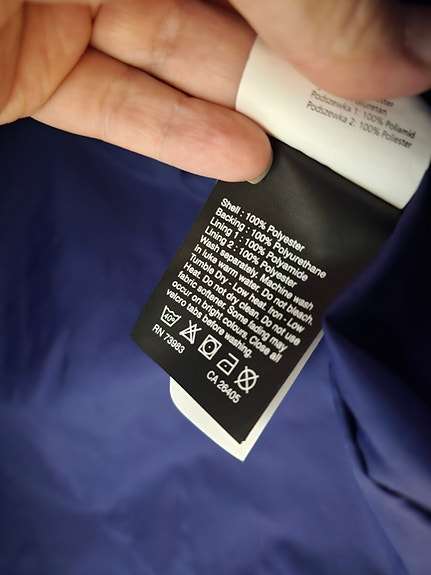 Podszewka 1: 100% Poliamid
Podszewka 2: 100% Poliester
Shell : 100% Polyester
Backing : 100% Polyurethane
Lining 1 : 100% Polyamide
Lining 2 : 100% Polyester
Wash separately. Machine wash
in luke warm water. Do not bleach.
Tumble Dry - Low heat. Iron - Low
Heat. Do not dry clean. Do not use
fabric softener. Some fading may
occur on bright colours. Close all
velcro tabs before washing.
40°
RN 73983 CA 26405